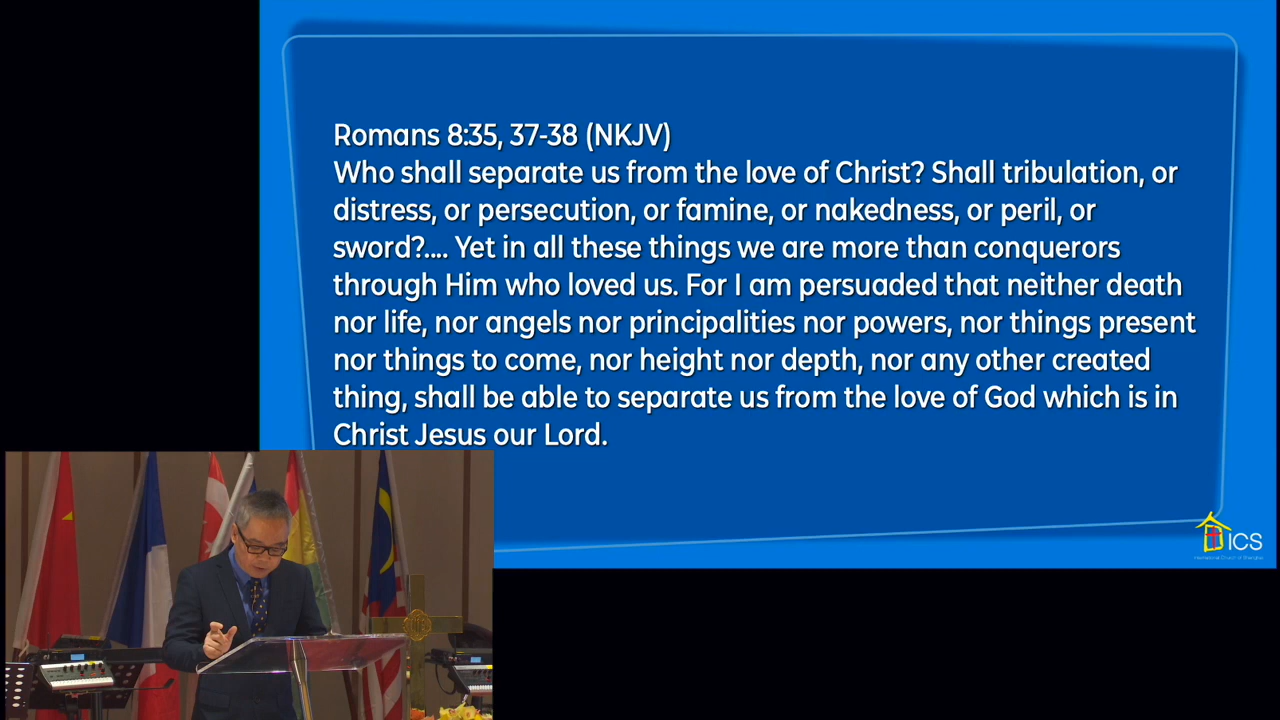 Romans 8:35, 37-38 (NKJV)
Who shall separate us from the love of Christ? Shall tribulation, or
distress, or persecution, or famine, or nakedness, or peril, or
sword?.... Yet in all these things we are more than conquerors
through Him who loved us. For I am persuaded that neither death
nor life, nor angels nor principalities nor powers, nor things present
nor things to come, nor height nor depth, nor any other created
thing, shall be able to separate us from the love of God which is in
Christ Jesus our Lord.
ICS
International Church of Shanghai